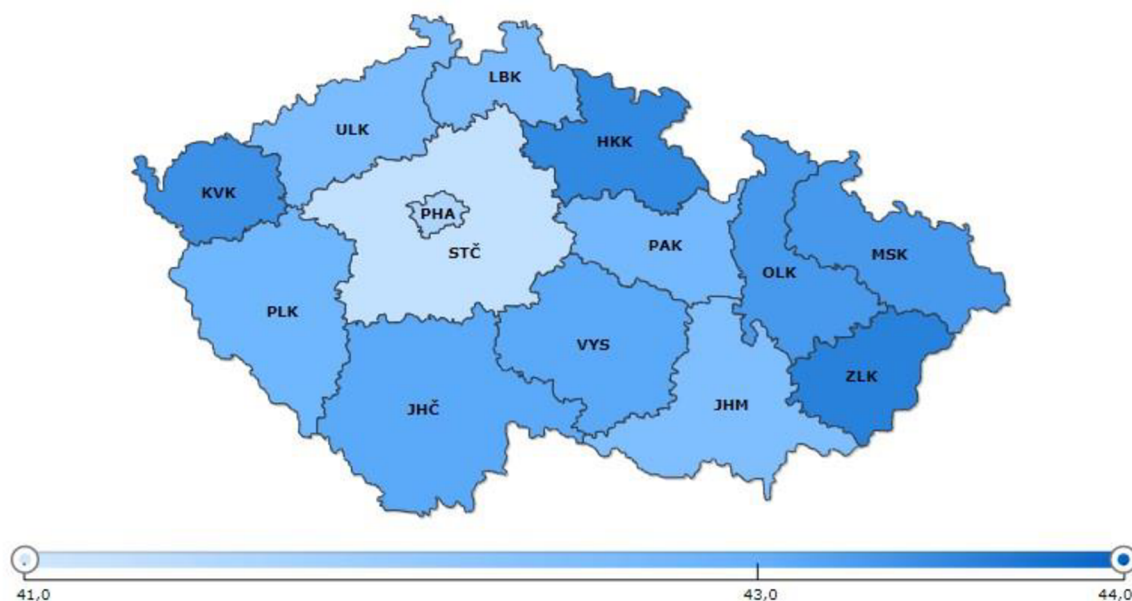 LBK
ULK
HKK
KVK
PHA
STČ
PAK
MSK
OLK
PLK
VYS
ZLK
JHČ
JHM
41,0
43,0
44,0